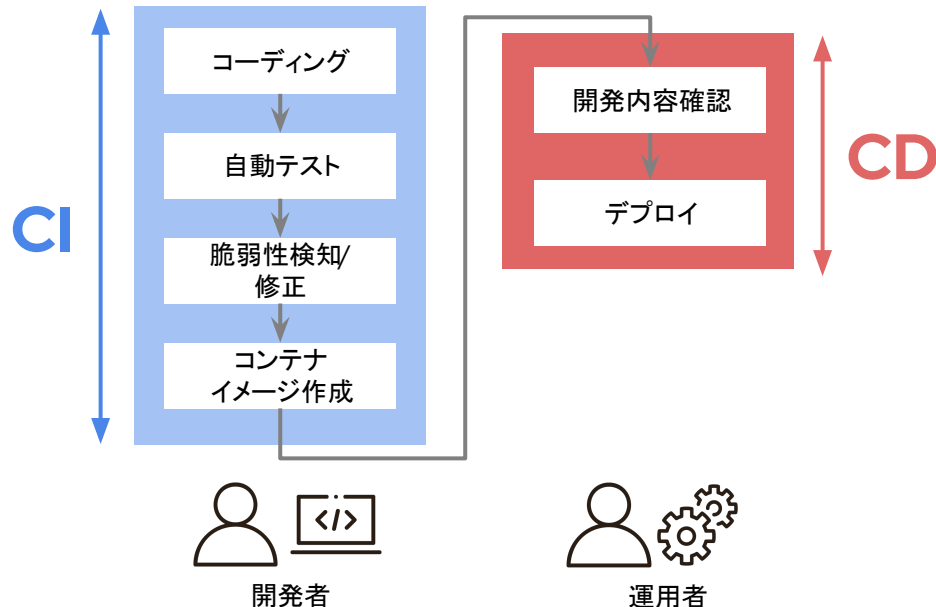 CI
コーディング
自動テスト
脆弱性検知/
修正
コンテナ
イメージ作成
</>
開発者
開発内容確認
デプロイ
CD
運用者